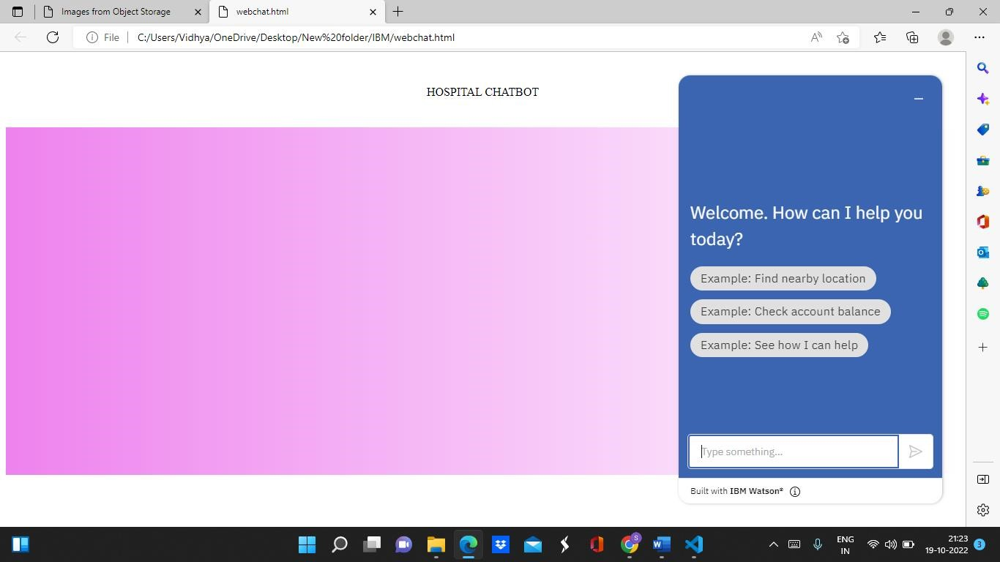 Images from Object Storage
webchat.html
File
C:/Users/Vidhya/OneDrive/Desktop/New%20folder/IBM/webchat.html
HOSPITAL CHATBOT
Welcome. How can I help you
today?
Example: Find nearby location
Example: Check account balance
Example: See how I can help
Type something...
Built with IBM Watson®
S
ENG
IN
21:23
19-10-2022
3